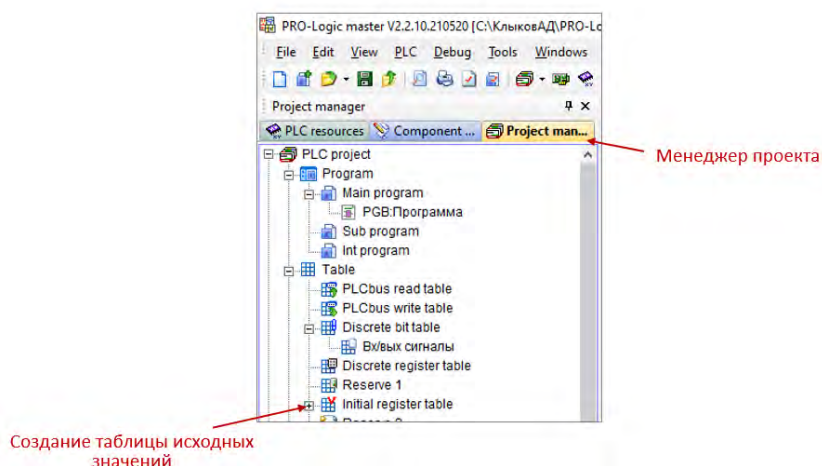 PRO-Logic master V2.2.10.210520 [C:\КлыковАД\PRO-Lo
File Edit View PLC Debug Tools Windows
Project manager
PLC resources Component ... Project man...
PLC project
Менеджер проекта
Program
Main program
PGB:Программа
Sub program
Int program
Table
PLCbus read table
PLCbus write table
Discrete bit table
Вх/вых сигналы
Discrete register table
Reserve 1
Initial register table
Создание таблицы исходных
значений